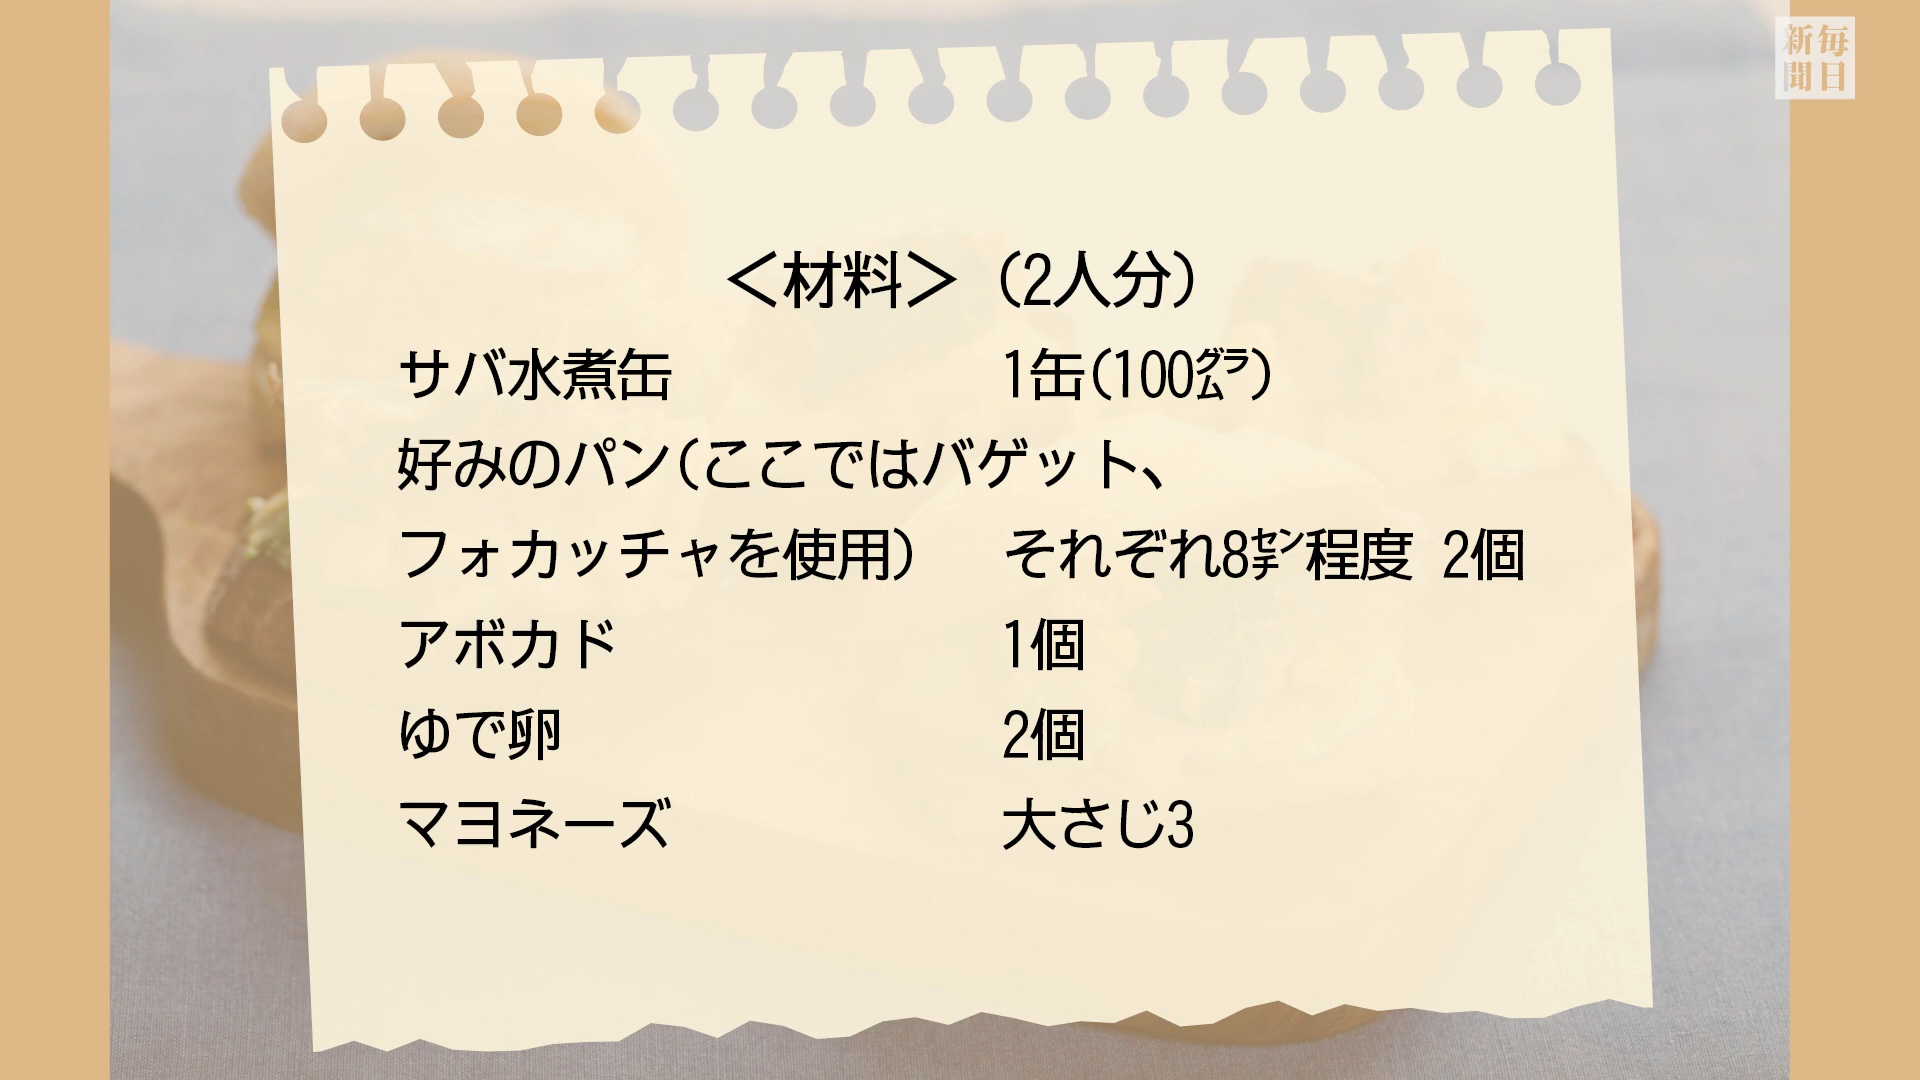 ＜材料＞（2人分）
サバ水煮缶 1缶(100㌘)
好みのパン(ここではバゲット、
フォカッチャを使用) それぞれ8㌢程度 2個
アボカド 1個
ゆで卵 2個
マヨネーズ 大さじ3
毎日新聞